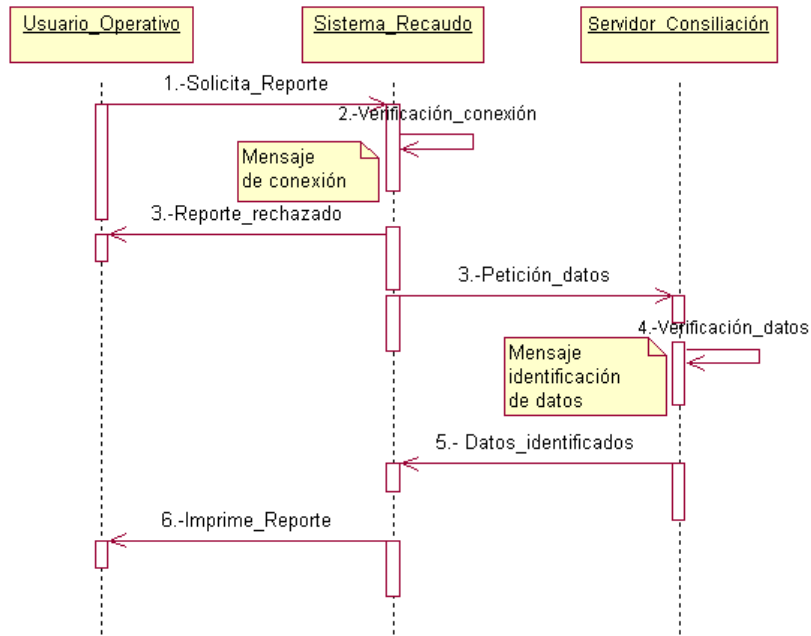 Usuario_Operativo
Sistema_Recaudo
Servidor_Consiliación
1.-Solicita_Reporte
2.-Verificación_conexión
Mensaje
de conexión
3.-Reporte_rechazado
3.-Petición_datos
4.-Verificación_datos
Mensaje
identificación
de datos
5.- Datos_identificados
6.-Imprime_Reporte